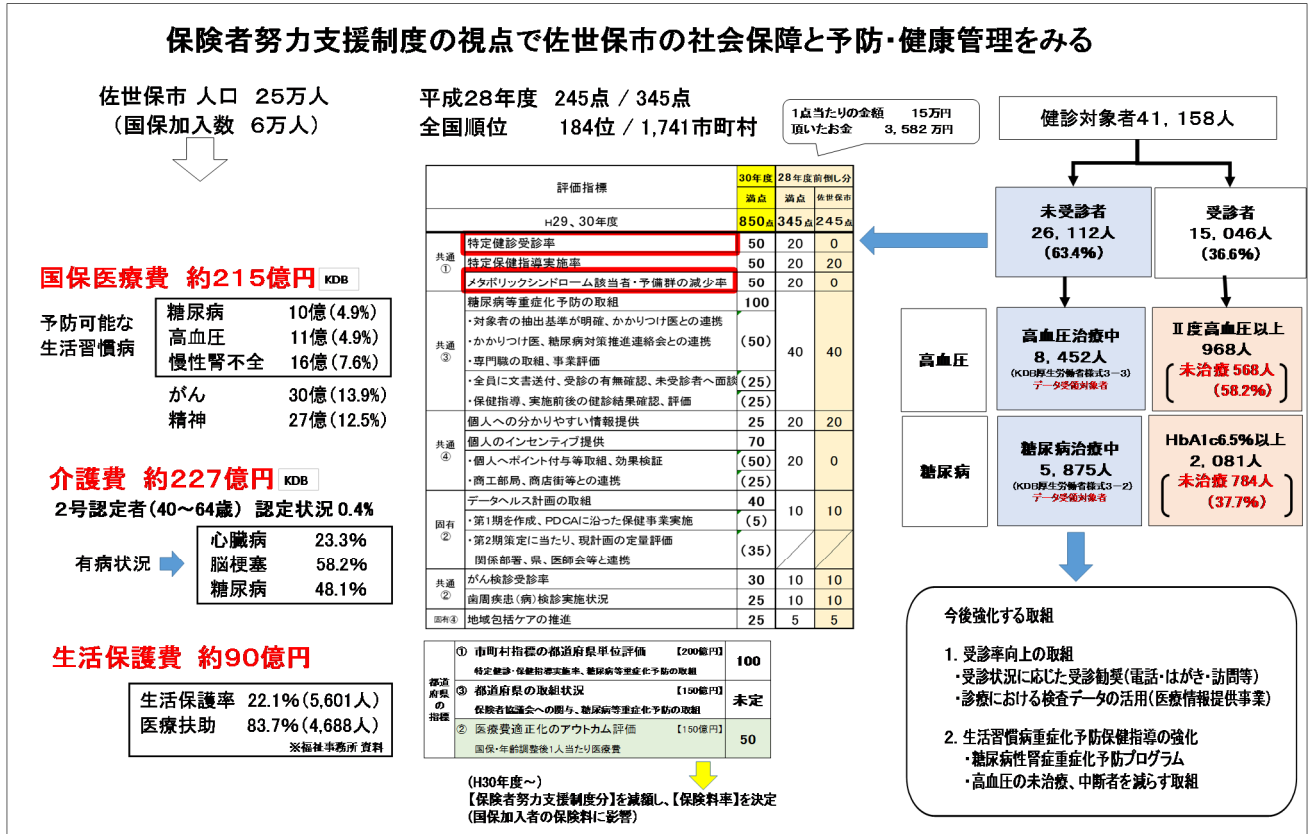 保険者努力支援制度の視点で佐世保市の社会保障と予防・健康管理をみる
佐世保市 人口 25万人
(国保加入数 6万人)
国保医療費 約215億円 KDB
予防可能な
生活習慣病
糖尿病 10億(4.9%)
高血圧 11億(4.9%)
慢性腎不全 16億(7.6%)
がん 30億(13.9%)
精神 27億(12.5%)
介護費 約227億円 KDB
2号認定者(40~64歳) 認定状況 0.4%
有病状況
心臓病 23.3%
脳梗塞 58.2%
糖尿病 48.1%
生活保護費 約90億円
生活保護率 22.1%(5,601人)
医療扶助 83.7%(4,688人)
※福祉事務所 資料
平成28年度 245点 / 345点
全国順位 184位 / 1,741市町村
1点当たりの金額 15万円
頂いたお金 3,582 万円
評価指標 30年度 28年度前倒し分
満点 満点 佐世保市
H29、30年度 850点 345点 245点
共通① 特定健診受診率 50 20 0
特定保健指導実施率 50 20 20
メタボリックシンドローム該当者・予備群の減少率 50 20 0
共通③ 糖尿病等重症化予防の取組 100 40 40
・対象者の抽出基準が明確、かかりつけ医との連携
・かかりつけ医、糖尿病対策推進連絡会との連携 (50)
・専門職の取組、事業評価
・全員に文書送付、受診の有無確認、未受診者へ面談 (25)
・保健指導、実施前後の健診結果確認、評価 (25)
共通④ 個人への分かりやすい情報提供 25 20 20
個人のインセンティブ提供 70 20 0
・個人へポイント付与等取組、効果検証 (50)
・商工部局、商店街等との連携 (25)
固有② データヘルス計画の取組 40 10 10
・第1期を作成、PDCAに沿った保健事業実施 (5)
・第2期策定に当たり、現計画の定量評価 (35)
関係部署、県、医師会等と連携
共通② がん検診受診率 30 10 10
歯周疾患(病)検診実施状況 25 10 10
固有④ 地域包括ケアの推進 25 5 5
都道府県の指標
① 市町村指標の都道府県単位評価 【200億円】 100
特定健診・保健指導実施率、糖尿病等重症化予防の取組
③ 都道府県の取組状況 【150億円】 未定
保険者協議会への関与、糖尿病等重症化予防の取組
② 医療費適正化のアウトカム評価 【150億円】 50
国保・年齢調整後1人当たり医療費
(H30年度~)
【保険者努力支援制度分】を減額し、【保険料率】を決定
(国保加入者の保険料に影響)
健診対象者41,158人
未受診者
26,112人
(63.4%)
受診者
15,046人
(36.6%)
高血圧
高血圧治療中
8,452人
(KDB厚生労働省様式3-3)
データ受領対象者
Ⅱ度高血圧以上
968人
未治療 568人
(58.2%)
糖尿病
糖尿病治療中
5,875人
(KDB厚生労働省様式3-2)
データ受領対象者
HbA1c6.5%以上
2,081人
未治療 784人
(37.7%)
今後強化する取組
1. 受診率向上の取組
・受診状況に応じた受診勧奨(電話・はがき・訪問等)
・診療における検査データの活用(医療情報提供事業)
2. 生活習慣病重症化予防保健指導の強化
・糖尿病性腎症重症化予防プログラム
・高血圧の未治療、中断者を減らす取組